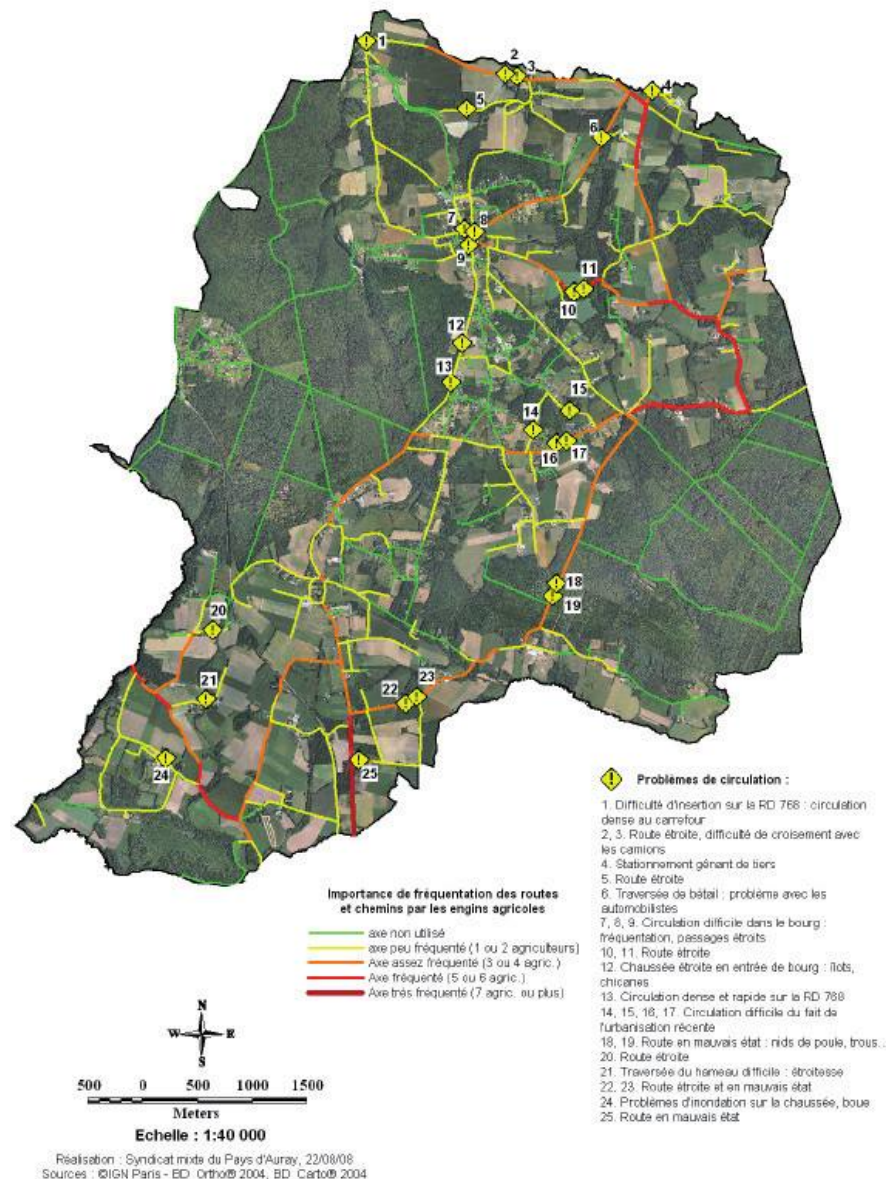 1
2
3
4
5
6
7
8
9
10
11
12
13
14
15
16
17
18
19
20
21
22
23
24
25
Problèmes de circulation :
1. Difficulté d'insertion sur la RD 768 : circulation
dense au carrefour
2, 3. Route étroite, difficulté de croisement avec
les camions
4. Stationnement gênant de tiers
5. Route étroite
6. Traversée de bétail : problème avec les
automobilistes
7, 8, 9. Circulation difficile dans le bourg :
fréquentation, passages étroits
10, 11. Route étroite
12. Chaussée étroite en entrée de bourg : îlots,
chicanes
13. Circulation dense et rapide sur la RD 768
14, 15, 16, 17. Circulation difficile du fait de
l'urbanisation récente
18, 19. Route en mauvais état : nids de poule, trous...
20. Route étroite
21. Traversée du hameau difficile : étroitesse
22, 23. Route étroite et en mauvais état
24. Problèmes d'inondation sur la chaussée, boue
25. Route en mauvais état
Importance de fréquentation des routes
et chemins par les engins agricoles
axe non utilisé
axe peu fréquenté (1 ou 2 agriculteurs)
Axe assez fréquenté (3 ou 4 agric.)
Axe fréquenté (5 ou 6 agric.)
Axe très fréquenté (7 agric. ou plus)
N
W E
S
500 0 500 1000 1500
Meters
Echelle : 1:40 000
Réalisation : Syndicat mixte du Pays d'Auray, 22/08/08
Sources : ©IGN Paris - BD Ortho® 2004, BD Carto® 2004